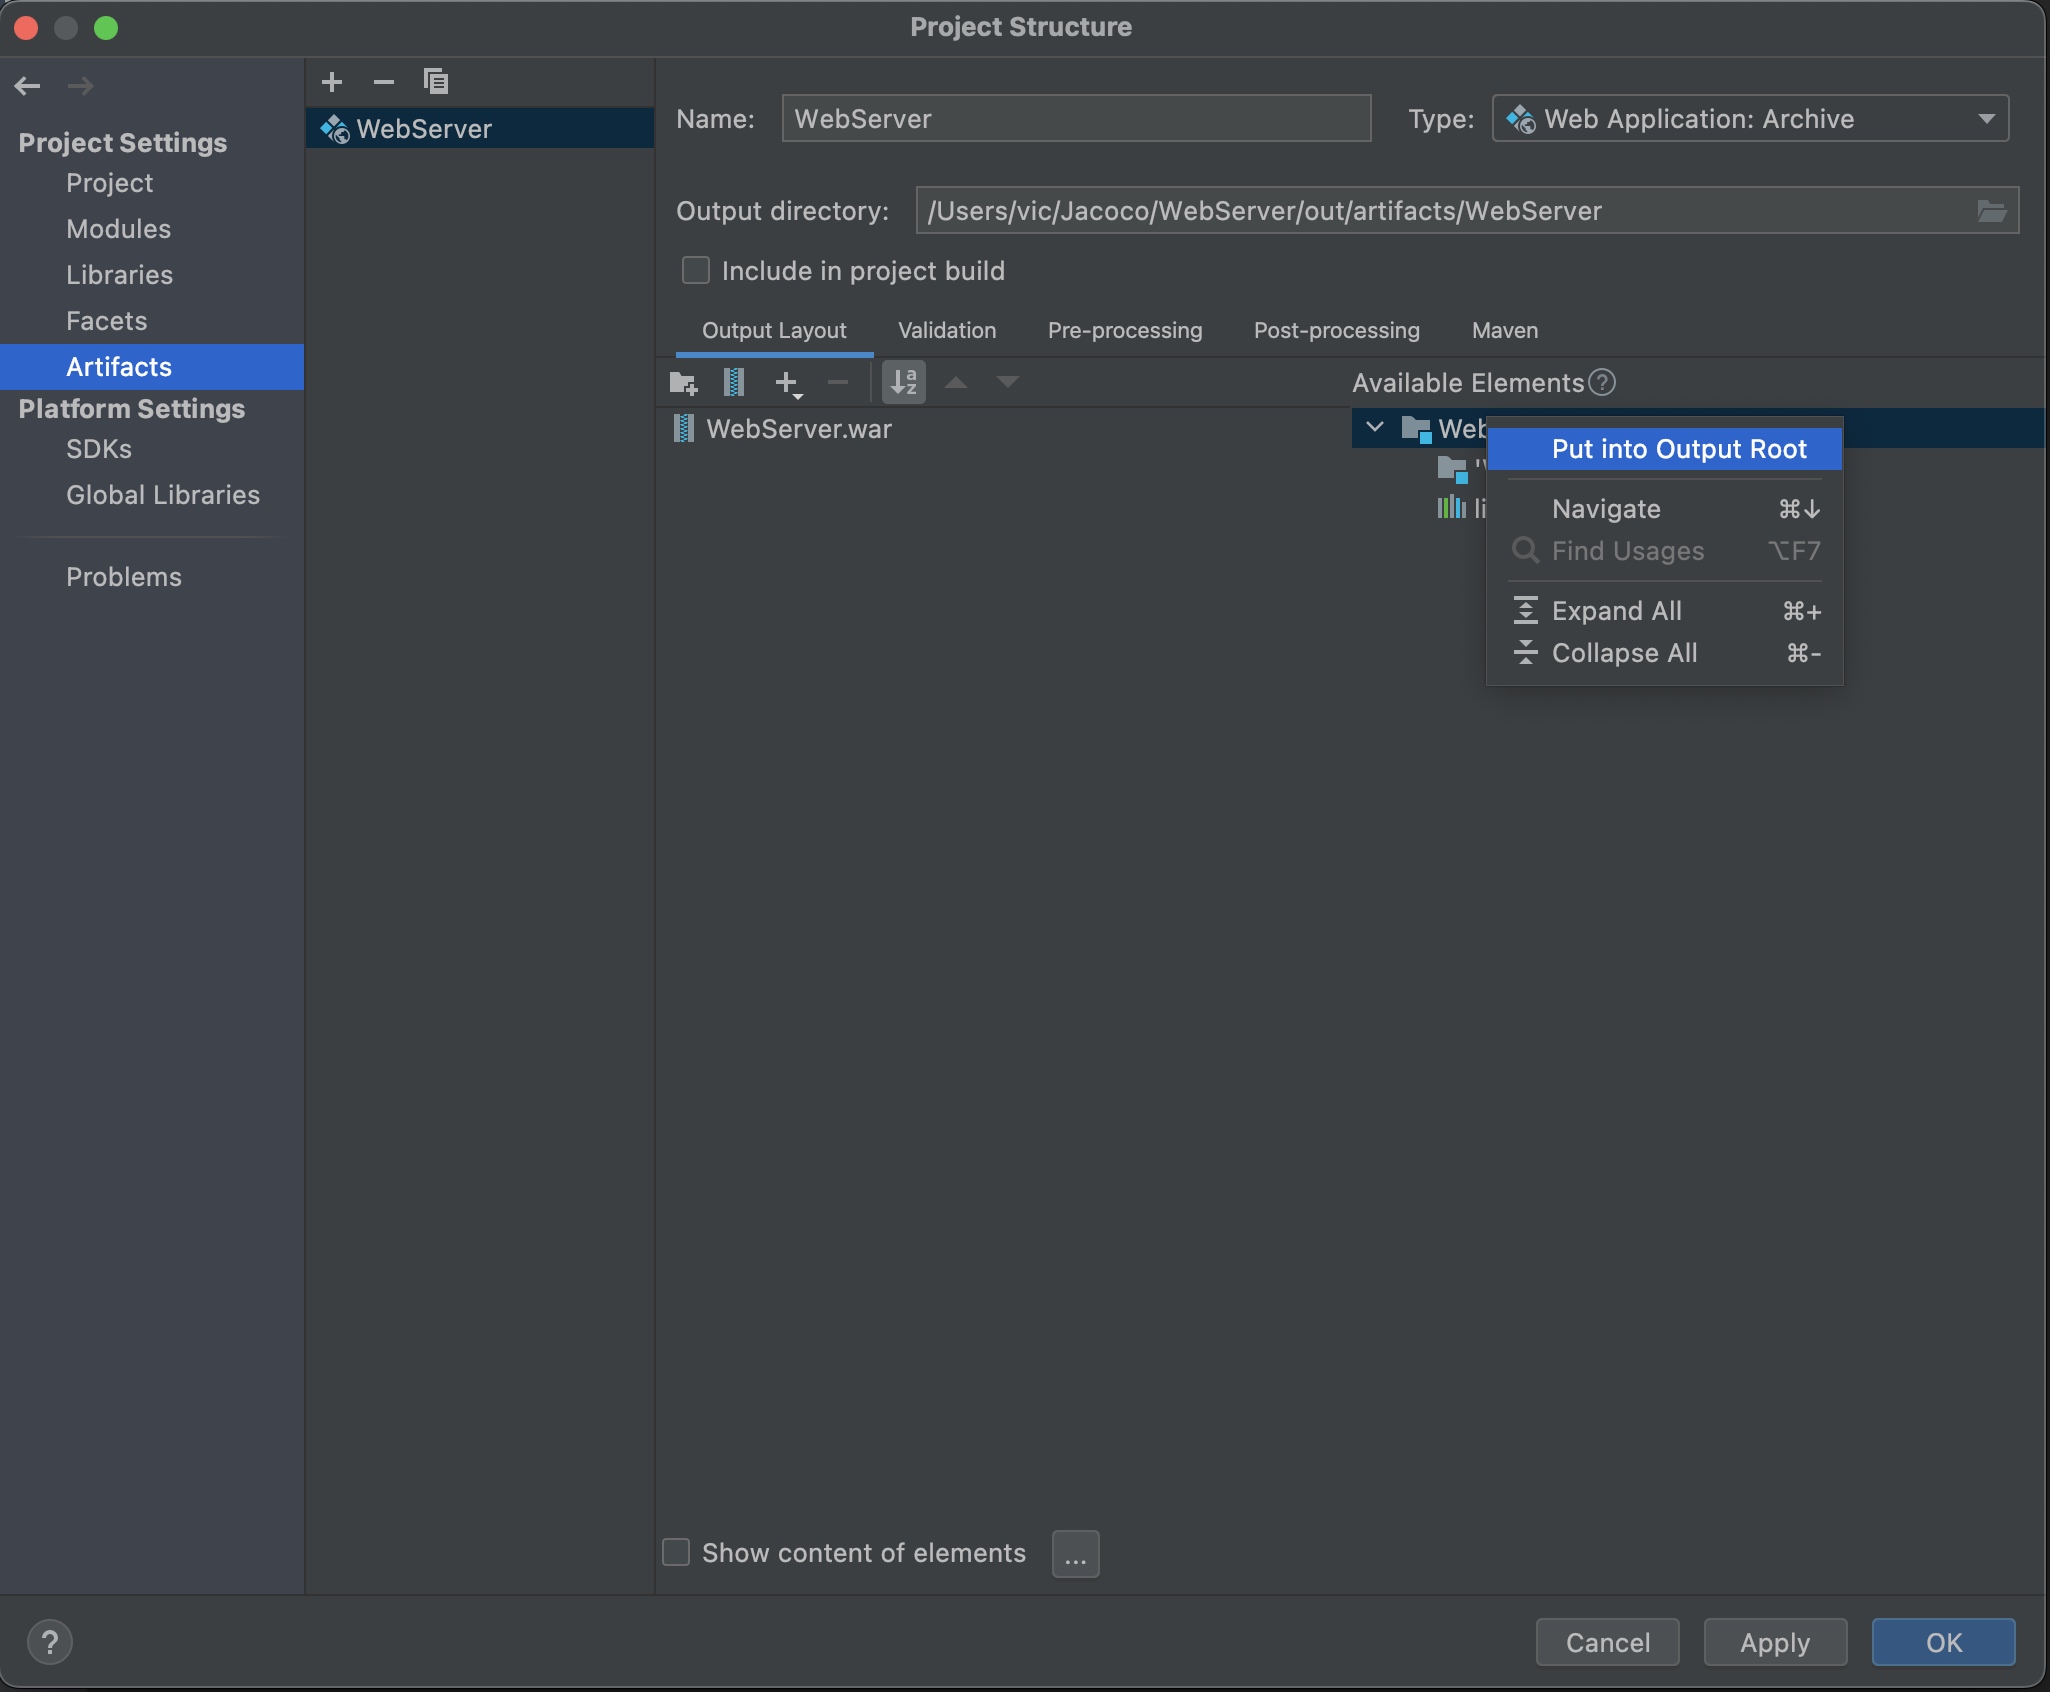 Project Structure
Project Settings
Project
Modules
Libraries
Facets
Artifacts
Platform Settings
SDKs
Global Libraries
Problems
WebServer
Name: WebServer
Type: Web Application: Archive
Output directory: /Users/vic/Jacoco/WebServer/out/artifacts/WebServer
Include in project build
Output Layout Validation Pre-processing Post-processing Maven
Available Elements
WebServer.war
Put into Output Root
Navigate ⌘↓
Find Usages ⌥F7
Expand All ⌘+
Collapse All ⌘-
Show content of elements ...
? Cancel Apply OK